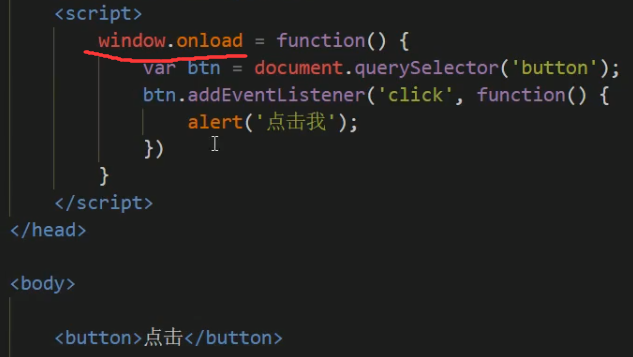 <script>
window.onload = function() {
var btn = document.querySelector('button');
btn.addEventListener('click', function() {
alert('点击我');
})
}
</script>
</head>
<body>
<button>点击</button>